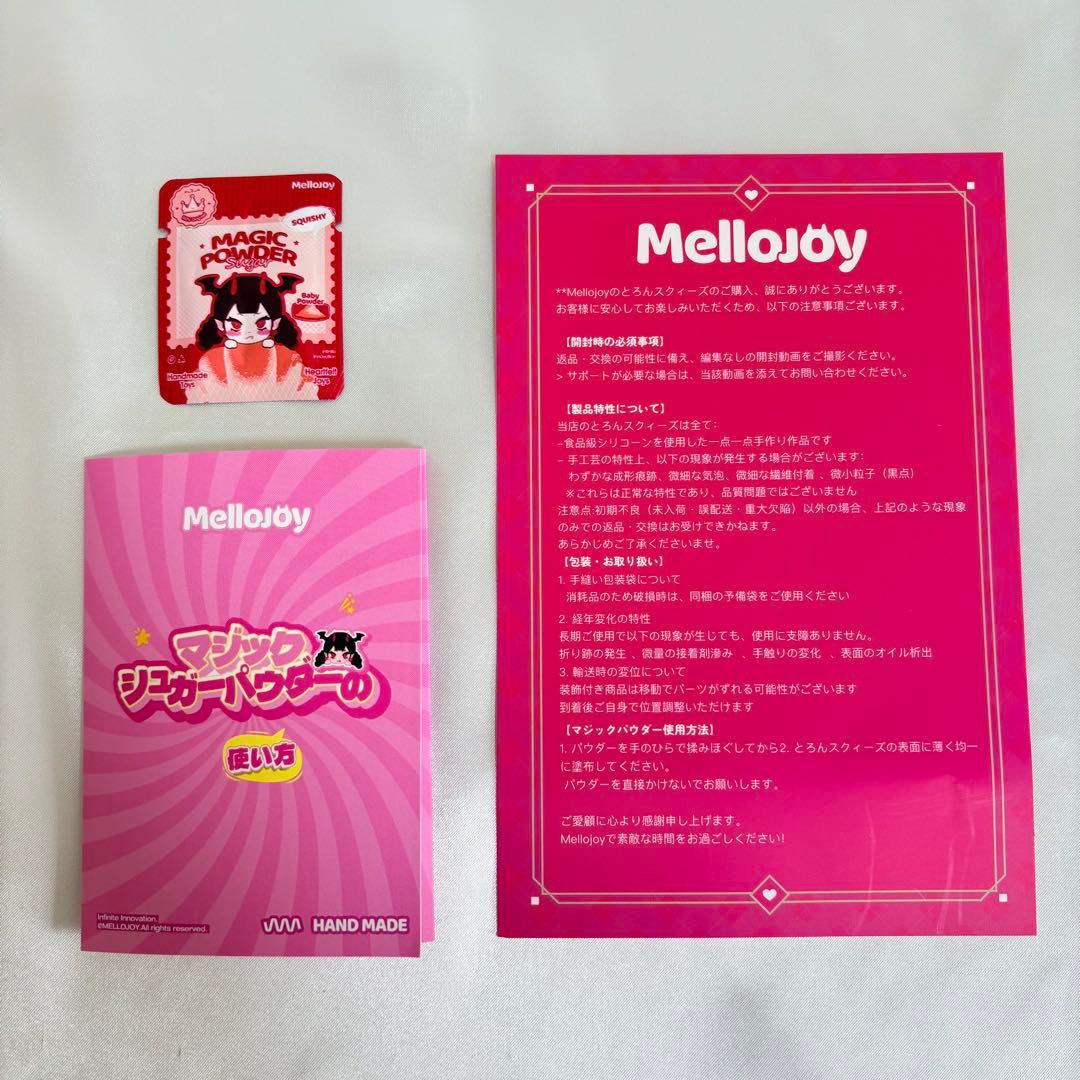 MelloJOy
SQUISHY
MAGIC
POWDER
Sugar
Baby
Powder
Handmade
Toys
Heartfelt
Joys
MelloJOy
マジック
シュガーパウダーの
使い方
Infinite Innovation.
©MELLOJOY.All rights reserved.
HAND MADE
MelloJOy
**Mellojoyのとろんスクィーズのご購入、誠にありがとうございます。
お客様に安心してお楽しみいただくため、以下の注意事項ございます。
【開封時の必須事項】
返品・交換の可能性に備え、編集なしの開封動画をご撮影ください。
> サポートが必要な場合は、当該動画を添えてお問い合わせください。
【製品特性について】
当店のとろんスクィーズは全て：
–食品級シリコーンを使用した一点一点手作り作品です
– 手工芸の特性上、以下の現象が発生する場合がございます：
わずかな成形痕跡、微細な気泡、微細な繊維付着 、微小粒子（黒点）
※これらは正常な特性であり、品質問題ではございません
注意点:初期不良（未入荷・誤配送・重大欠陥）以外の場合、上記のような現象
のみでの返品・交換はお受けできかねます。
あらかじめご了承くださいませ。
【包装・お取り扱い】
1. 手縫い包装袋について
消耗品のため破損時は、同梱の予備袋をご使用ください
2. 経年変化の特性
長期ご使用で以下の現象が生じても、使用に支障ありません。
折り跡の発生 、微量の接着剤滲み 、手触りの変化 、表面のオイル析出
3. 輸送時の変位について
装飾付き商品は移動でパーツがずれる可能性がございます
到着後ご自身で位置調整いただけます
【マジックパウダー使用方法】
1. パウダーを手のひらで揉みほぐしてから2. とろんスクィーズの表面に薄く均一
に塗布してください。
パウダーを直接かけないでお願いします。
ご愛顧に心より感謝申し上げます。
Mellojoyで素敵な時間をお過ごしください!